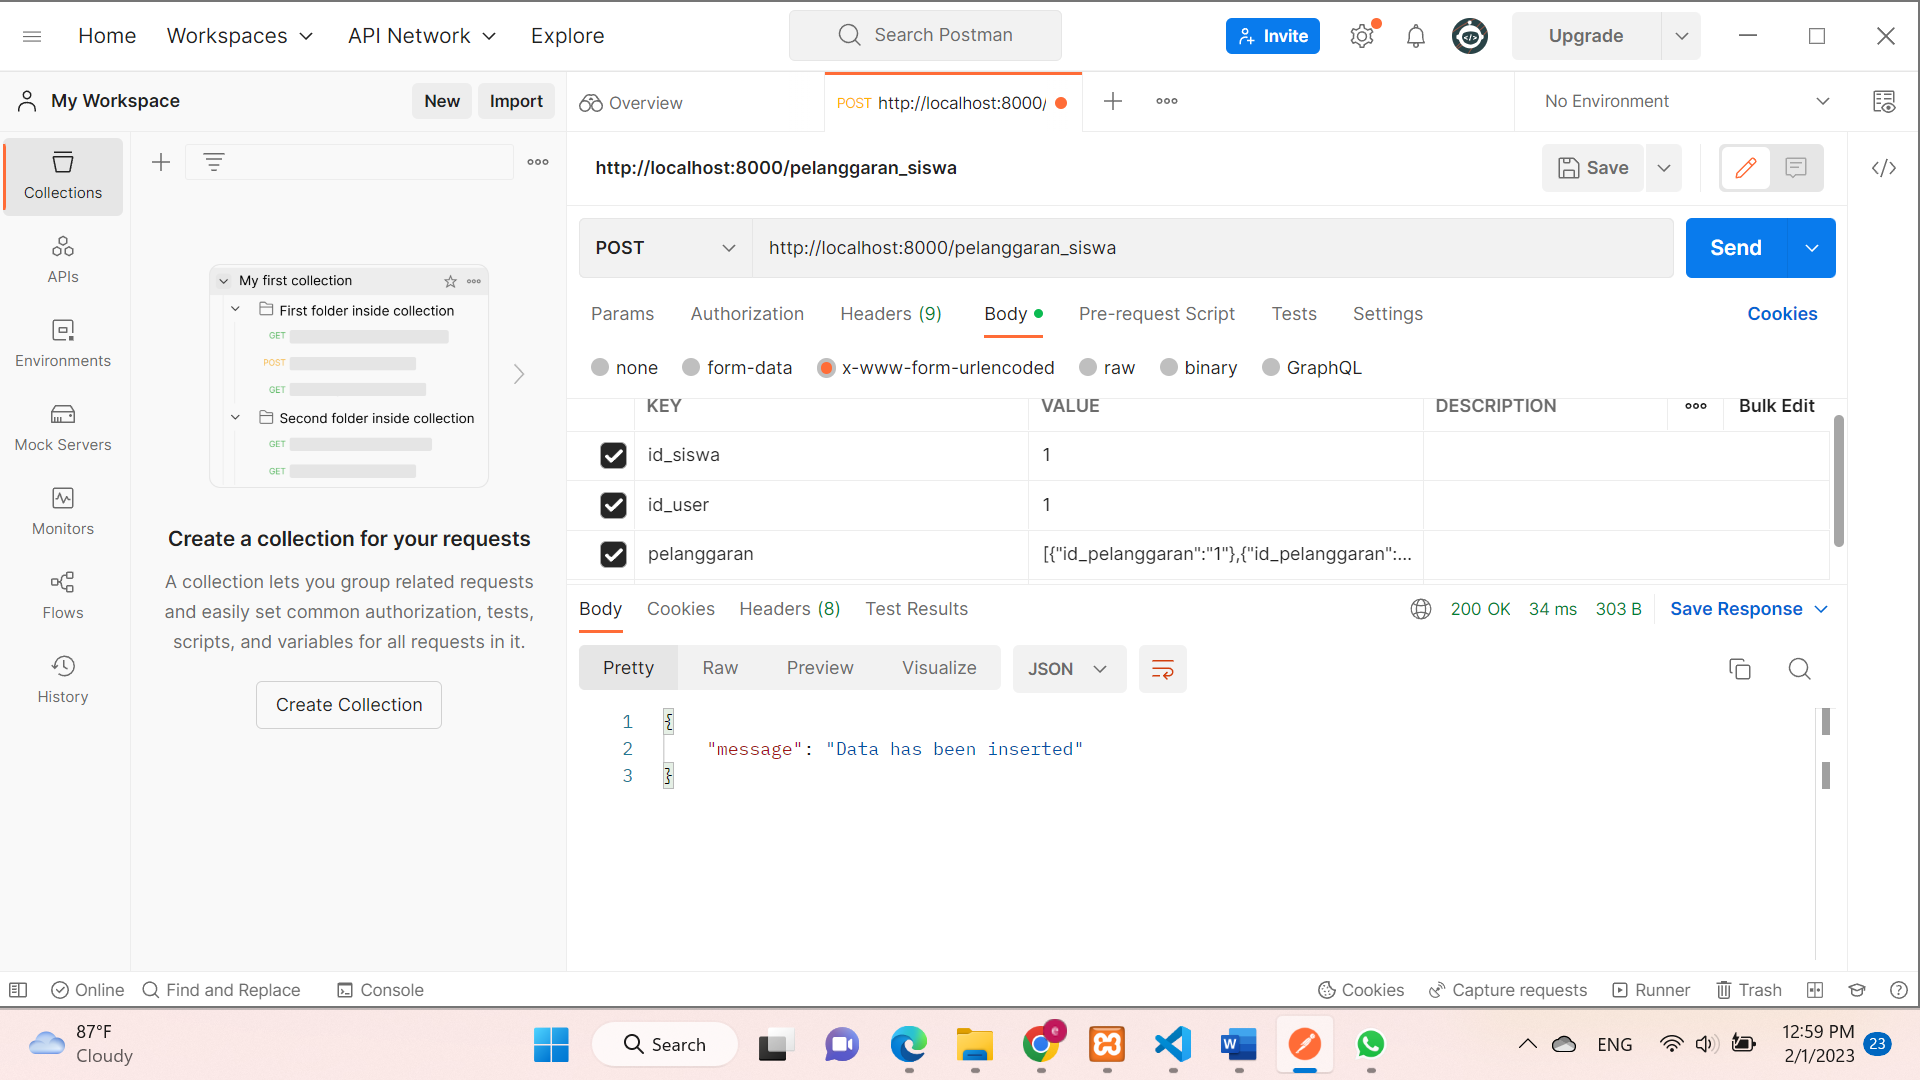 Home
Workspaces
API Network
Explore
Search Postman
Invite
Upgrade
My Workspace
New
Import
Overview
POST http://localhost:8000/
No Environment
Collections
APIs
Environments
Mock Servers
Monitors
Flows
History
My first collection
First folder inside collection
GET
POST
GET
Second folder inside collection
GET
GET
Create a collection for your requests
A collection lets you group related requests
and easily set common authorization, tests,
scripts, and variables for all requests in it.
Create Collection
http://localhost:8000/pelanggaran_siswa
Save
POST
http://localhost:8000/pelanggaran_siswa
Send
Params
Authorization
Headers (9)
Body
Pre-request Script
Tests
Settings
Cookies
none
form-data
x-www-form-urlencoded
raw
binary
GraphQL
KEY
VALUE
DESCRIPTION
Bulk Edit
id_siswa
1
id_user
1
pelanggaran
[{"id_pelanggaran":"1"},{"id_pelanggaran":...
Body
Cookies
Headers (8)
Test Results
200 OK
34 ms
303 B
Save Response
Pretty
Raw
Preview
Visualize
JSON
1 {
2 "message": "Data has been inserted"
3 }
Online
Find and Replace
Console
Cookies
Capture requests
Runner
Trash
87°F
Cloudy
Search
e
ENG
12:59 PM
2/1/2023
23